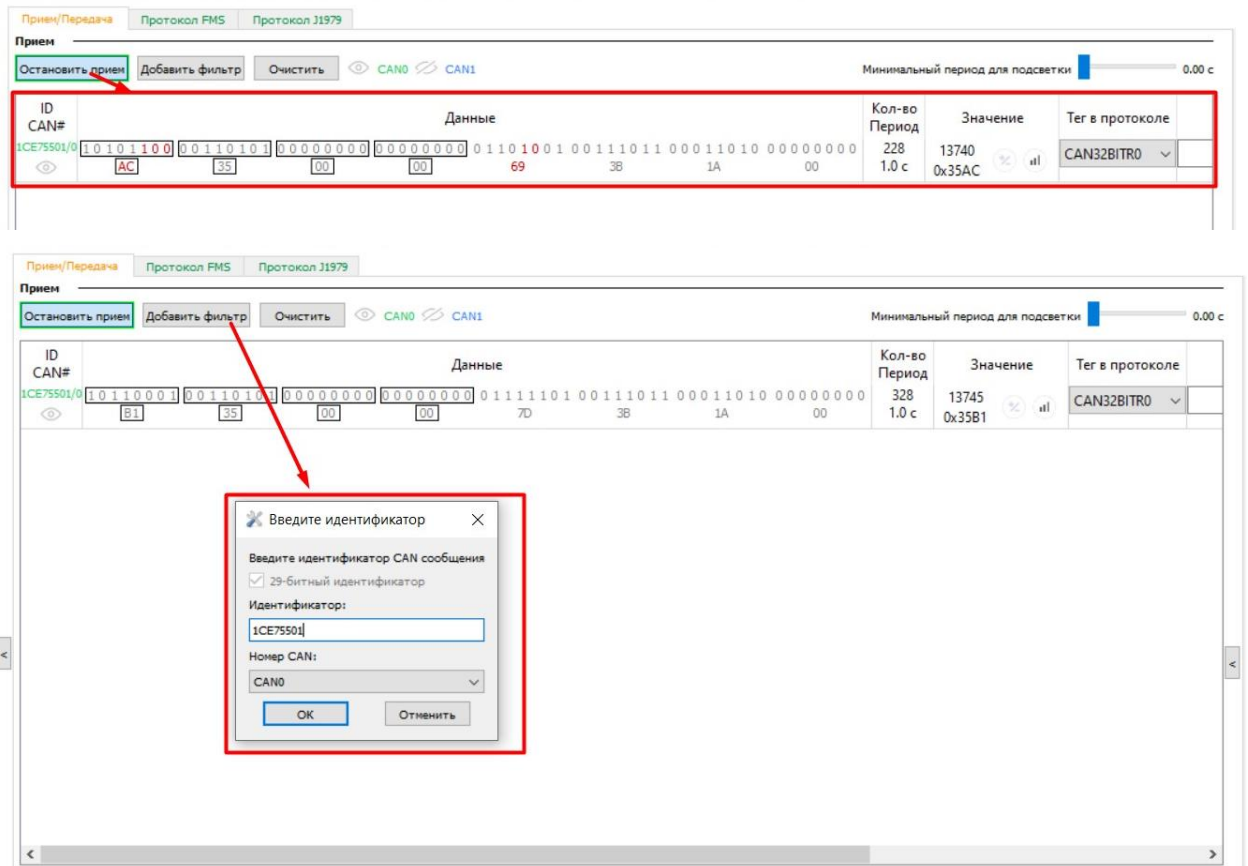 Прием/Передача Протокол FMS Протокол J1979
Прием
Остановить прием Добавить фильтр Очистить CAN0 CAN1 Минимальный период для подсветки 0.00 с
ID
CAN#
Данные
Кол-во
Период
Значение
Тег в протоколе
1CE75501/0 1 0 1 0 1 1 0 0 0 0 1 1 0 1 0 1 0 0 0 0 0 0 0 0 0 0 0 0 0 0 0 0 0 1 1 0 1 0 0 1 0 0 1 1 1 0 1 1 0 0 0 1 1 0 1 0 0 0 0 0 0 0 0 0 228 13740 CAN32BITR0
AC 35 00 00 69 3B 1A 00 1.0 с 0x35AC
Прием/Передача Протокол FMS Протокол J1979
Прием
Остановить прием Добавить фильтр Очистить CAN0 CAN1 Минимальный период для подсветки 0.00 с
ID
CAN#
Данные
Кол-во
Период
Значение
Тег в протоколе
1CE75501/0 1 0 1 1 0 0 0 1 0 0 1 1 0 1 0 1 0 0 0 0 0 0 0 0 0 0 0 0 0 0 0 0 0 1 1 1 1 1 0 1 0 0 1 1 1 0 1 1 0 0 0 1 1 0 1 0 0 0 0 0 0 0 0 0 328 13745 CAN32BITR0
B1 35 00 00 7D 3B 1A 00 1.0 с 0x35B1
Введите идентификатор
Введите идентификатор CAN сообщения
29-битный идентификатор
Идентификатор:
1CE75501
Номер CAN:
CAN0
OK Отменить